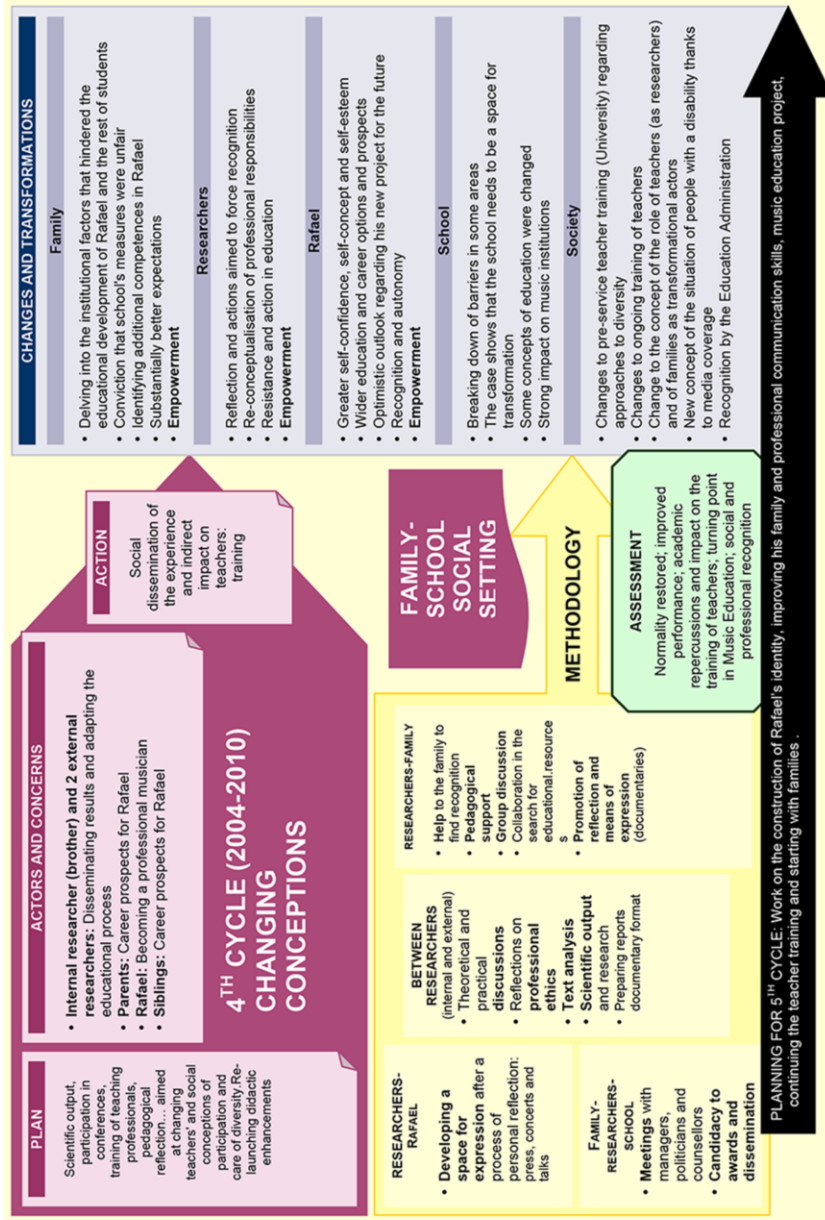 PLAN
Scientific output,
participation in
conferences,
training of teaching
professionals,
pedagogical
reflection… aimed
at changing
teachers' and social
conceptions of
participation and
care of diversity.Re-
launching didactic
enhancements
ACTORS AND CONCERNS
• Internal researcher (brother) and 2 external
researchers: Disseminating results and adapting the
educational process
• Parents: Career prospects for Rafael
• Rafael: Becoming a professional musician
• Siblings: Career prospects for Rafael
4TH CYCLE (2004-2010)
CHANGING
CONCEPTIONS
ACTION
Social
dissemination of
the experience
and indirect
impact on
teachers:
training
FAMILY-
SCHOOL
SOCIAL
SETTING
RESEARCHERS-
RAFAEL
• Developing a
space for
expression after a
process of
personal reflection:
press, concerts and
talks
FAMILY-
RESEARCHERS-
SCHOOL
• Meetings with
managers,
politicians and
counsellors
• Candidacy to
awards and
dissemination
BETWEEN
RESEARCHERS
(internal and external)
• Theoretical and
practical
discussions
• Reflections on
professional
ethics
• Text analysis
• Scientific output
and research
• Preparing reports
documentary format
RESEARCHERS-FAMILY
• Help to the family to
find recognition
• Pedagogical
support
• Group discussion
• Collaboration in the
search for
educational.resource
s
• Promotion of
reflection and
means of
expression
(documentaries)
METHODOLOGY
ASSESSMENT
Normality restored; improved
performance; academic
repercussions and impact on the
training of teachers; turning point
in Music Education; social and
professional recognition
CHANGES AND TRANSFORMATIONS
Family
• Delving into the institutional factors that hindered the
educational development of Rafael and the rest of students
• Conviction that school's measures were unfair
• Identifying additional competences in Rafael
• Substantially better expectations
• Empowerment
Researchers
• Reflection and actions aimed to force recognition
• Re-conceptualisation of professional responsibilities
• Resistance and action in education
• Empowerment
Rafael
• Greater self-confidence, self-concept and self-esteem
• Wider education and career options and prospects
• Optimistic outlook regarding his new project for the future
• Recognition and autonomy
• Empowerment
School
• Breaking down of barriers in some areas
• The case shows that the school needs to be a space for
transformation
• Some concepts of education were changed
• Strong impact on music institutions
Society
• Changes to pre-service teacher training (University) regarding
approaches to diversity
• Changes to ongoing training of teachers
• Change to the concept of the role of teachers (as researchers)
and of families as transformational actors
• New concept of the situation of people with a disability thanks
to media coverage
• Recognition by the Education Administration
PLANNING FOR 5TH CYCLE: Work on the construction of Rafael's identity, improving his family and professional communication skills, music education project,
continuing the teacher training and starting with families .